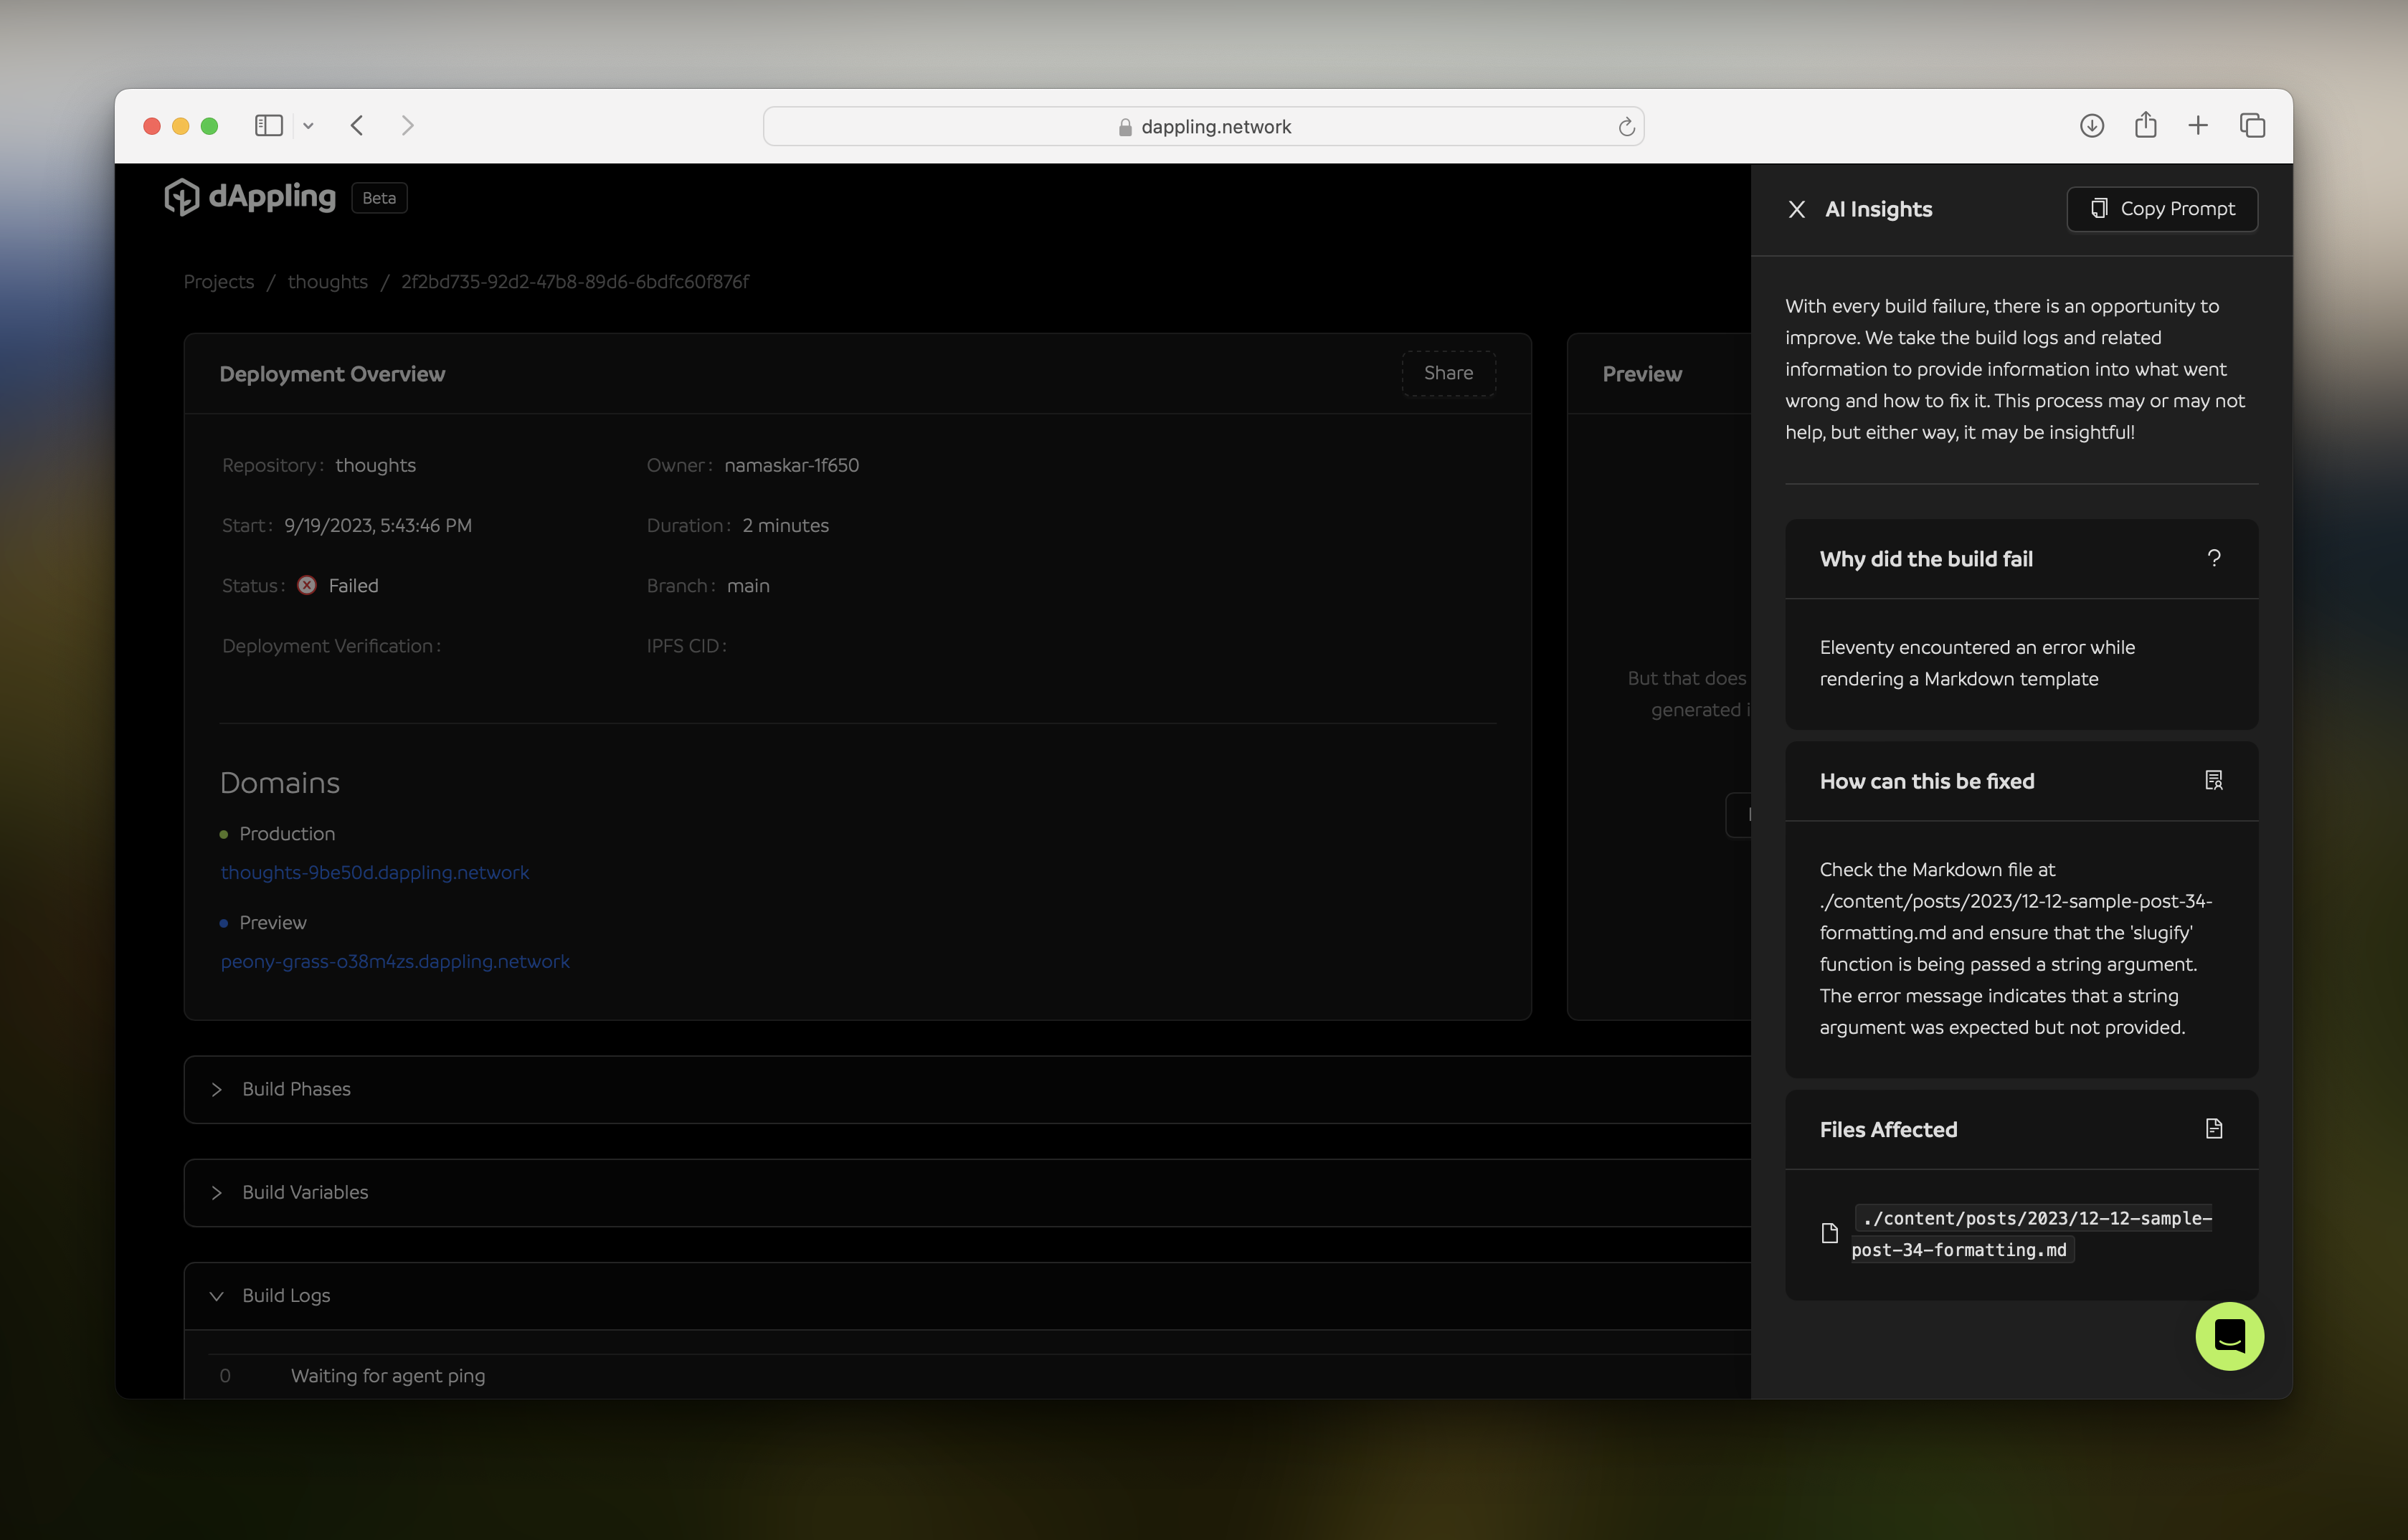 dappling.network
dAppling
Beta
Projects / thoughts / 2f2bd735-92d2-47b8-89d6-6bdfc60f876f
Deployment Overview
Share
Repository: thoughts
Owner: namaskar-1f650
Start: 9/19/2023, 5:43:46 PM
Duration: 2 minutes
Status: Failed
Branch: main
Deployment Verification:
IPFS CID:
Domains
Production
thoughts-9be50d.dappling.network
Preview
peony-grass-o38m4zs.dappling.network
Preview
But that does
generated i
Build Phases
Build Variables
Build Logs
0 Waiting for agent ping
AI Insights
Copy Prompt
With every build failure, there is an opportunity to
improve. We take the build logs and related
information to provide information into what went
wrong and how to fix it. This process may or may not
help, but either way, it may be insightful!
Why did the build fail
?
Eleventy encountered an error while
rendering a Markdown template
How can this be fixed
Check the Markdown file at
./content/posts/2023/12-12-sample-post-34-
formatting.md and ensure that the 'slugify'
function is being passed a string argument.
The error message indicates that a string
argument was expected but not provided.
Files Affected
./content/posts/2023/12-12-sample-
post-34-formatting.md